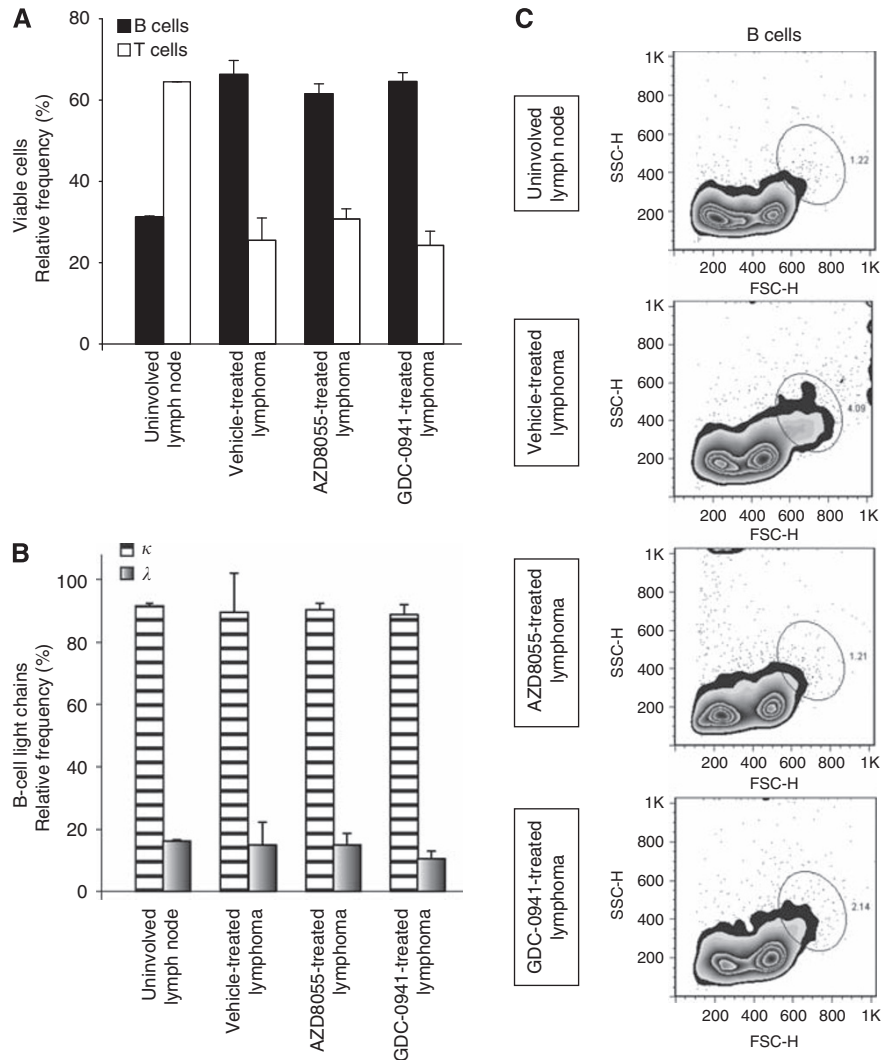 A
80
60
40
20
0
Viable cells
Relative frequency (%)
B cells
T cells
Uninvolved
lymph node
Vehicle-treated
lymphoma
AZD8055-treated
lymphoma
GDC-0941-treated
lymphoma
B
100
80
60
40
20
0
B-cell light chains
Relative frequency (%)
κ
λ
Uninvolved
lymph node
Vehicle-treated
lymphoma
AZD8055-treated
lymphoma
GDC-0941-treated
lymphoma
C
B cells
Uninvolved
lymph node
1K
800
600
400
200
SSC-H
1.22
200 400 600 800 1K
FSC-H
Vehicle-treated
lymphoma
1K
800
600
400
200
SSC-H
4.09
200 400 600 800 1K
FSC-H
AZD8055-treated
lymphoma
1K
800
600
400
200
SSC-H
1.21
200 400 600 800 1K
FSC-H
GDC-0941-treated
lymphoma
1K
800
600
400
200
SSC-H
2.14
200 400 600 800 1K
FSC-H